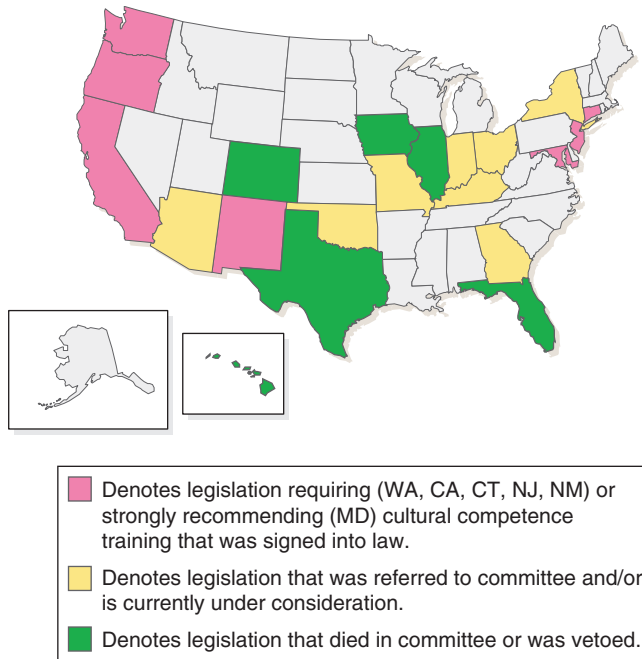 Denotes legislation requiring (WA, CA, CT, NJ, NM) or
strongly recommending (MD) cultural competence
training that was signed into law.
Denotes legislation that was referred to committee and/or
is currently under consideration.
Denotes legislation that died in committee or was vetoed.